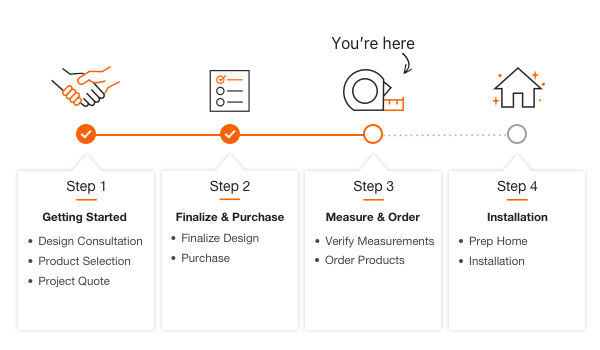 You're here
Step 1
Getting Started
• Design Consultation
• Product Selection
• Project Quote
Step 2
Finalize & Purchase
• Finalize Design
• Purchase
Step 3
Measure & Order
• Verify Measurements
• Order Products
Step 4
Installation
• Prep Home
• Installation